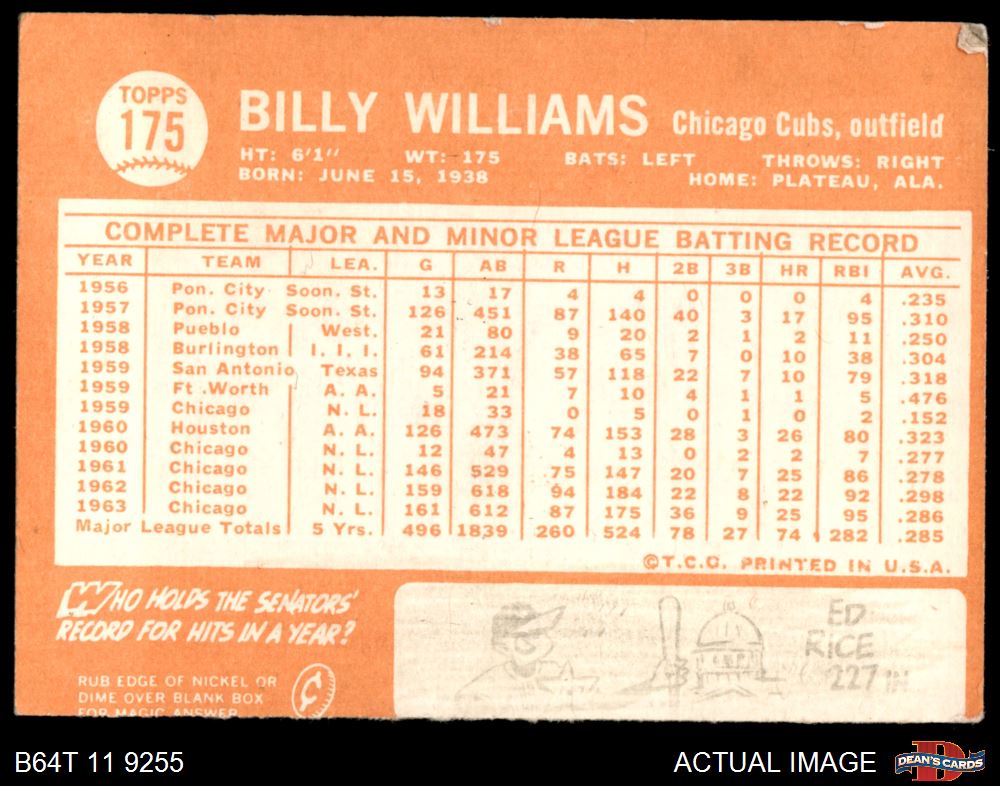 TOPPS
175
BILLY WILLIAMS Chicago Cubs, outfield
HT: 6'1" WT: 175 BATS: LEFT THROWS: RIGHT
BORN: JUNE 15, 1938 HOME: PLATEAU, ALA.
COMPLETE MAJOR AND MINOR LEAGUE BATTING RECORD
YEAR TEAM LEA. G AB R H 2B 3B HR RBI AVG.
1956 Pon. City Soon. St. 13 17 4 4 0 0 0 4 .235
1957 Pon. City Soon. St. 126 451 87 140 40 3 17 95 .310
1958 Pueblo West. 21 80 9 20 2 1 2 11 .250
1958 Burlington I. I. I. 61 214 38 65 7 0 10 38 .304
1959 San Antonio Texas 94 371 57 118 22 7 10 79 .318
1959 Ft. Worth A. A. 5 21 7 10 4 1 1 5 .476
1959 Chicago N. L. 18 33 0 5 0 1 0 2 .152
1960 Houston A. A. 126 473 74 153 28 3 26 80 .323
1960 Chicago N. L. 12 47 4 13 0 2 2 7 .277
1961 Chicago N. L. 146 529 75 147 20 7 25 86 .278
1962 Chicago N. L. 159 618 94 184 22 8 22 92 .298
1963 Chicago N. L. 161 612 87 175 36 9 25 95 .286
Major League Totals 5 Yrs. 496 1839 260 524 78 27 74 282 .285
©T.C.G. PRINTED IN U.S.A.
WHO HOLDS THE SENATORS'
RECORD FOR HITS IN A YEAR?
RUB EDGE OF NICKEL OR
DIME OVER BLANK BOX
FOR MAGIC ANSWER
¢
ED
RICE
227 IN
B64T 11 9255 ACTUAL IMAGE DEAN'S CARDS